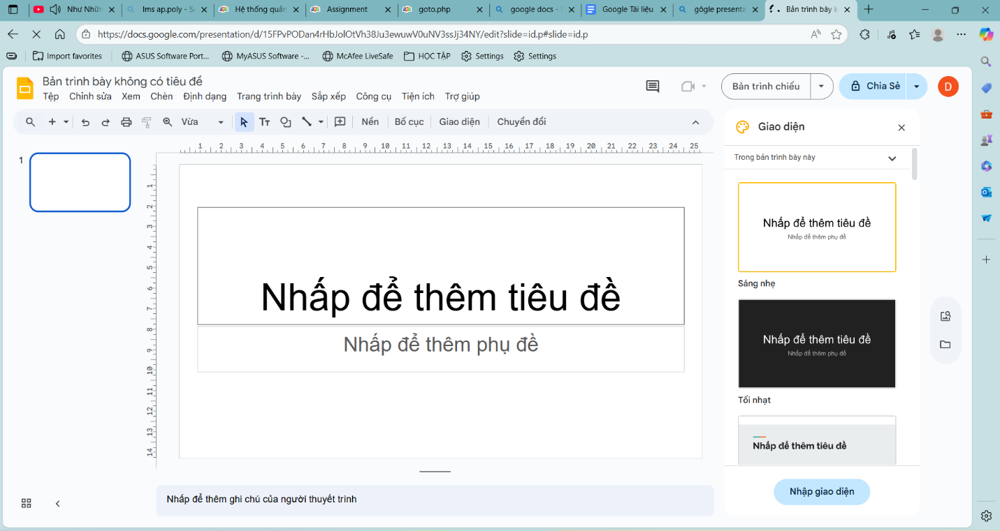 Như Nhữn
lms ap.poly - Se
Hệ thống quản
Assignment
goto.php
google docs - S
Google Tài liệu
gôgle presenta
Bản trình bày k
https://docs.google.com/presentation/d/15FPvPODan4rHbJolOtVh38Ju3ewuwV0uNV3ssJj34NY/edit?slide=id.p#slide=id.p
Import favorites
ASUS Software Port...
MyASUS Software -...
McAfee LiveSafe
HỌC TẬP
Settings
Settings
Bản trình bày không có tiêu đề
Tệp Chỉnh sửa Xem Chèn Định dạng Trang trình bày Sắp xếp Công cụ Tiện ích Trợ giúp
Bản trình chiếu
Chia Sẻ
D
Vừa
Nền
Bố cục
Giao diện
Chuyển đổi
1 2 3 4 5 6 7 8 9 10 11 12 13 14 15 16 17 18 19 20 21 22 23 24 25
1
1 2 3 4 5 6 7 8 9 10 11 12 13 14
Nhấp để thêm tiêu đề
Nhấp để thêm phụ đề
Nhấp để thêm ghi chú của người thuyết trình
Giao diện
Trong bản trình bày này
Nhấp để thêm tiêu đề
Nhấp để thêm phụ đề
Sáng nhẹ
Nhấp để thêm tiêu đề
Nhấp để thêm phụ đề
Tối nhạt
Nhấp để thêm tiêu đề
Nhập giao diện